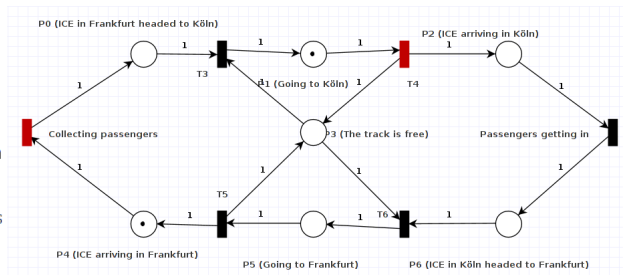 P0 (ICE in Frankfurt headed to Köln)
P2 (ICE arriving in Köln)
1
1
1
1
T3
1
P1 (Going to Köln)
1
T4
1
1
Collecting passengers
P3 (The track is free)
Passengers getting in
1
1
1
1
T5
T6
1
1
1
1
P4 (ICE arriving in Frankfurt)
P5 (Going to Frankfurt)
P6 (ICE in Köln headed to Frankfurt)